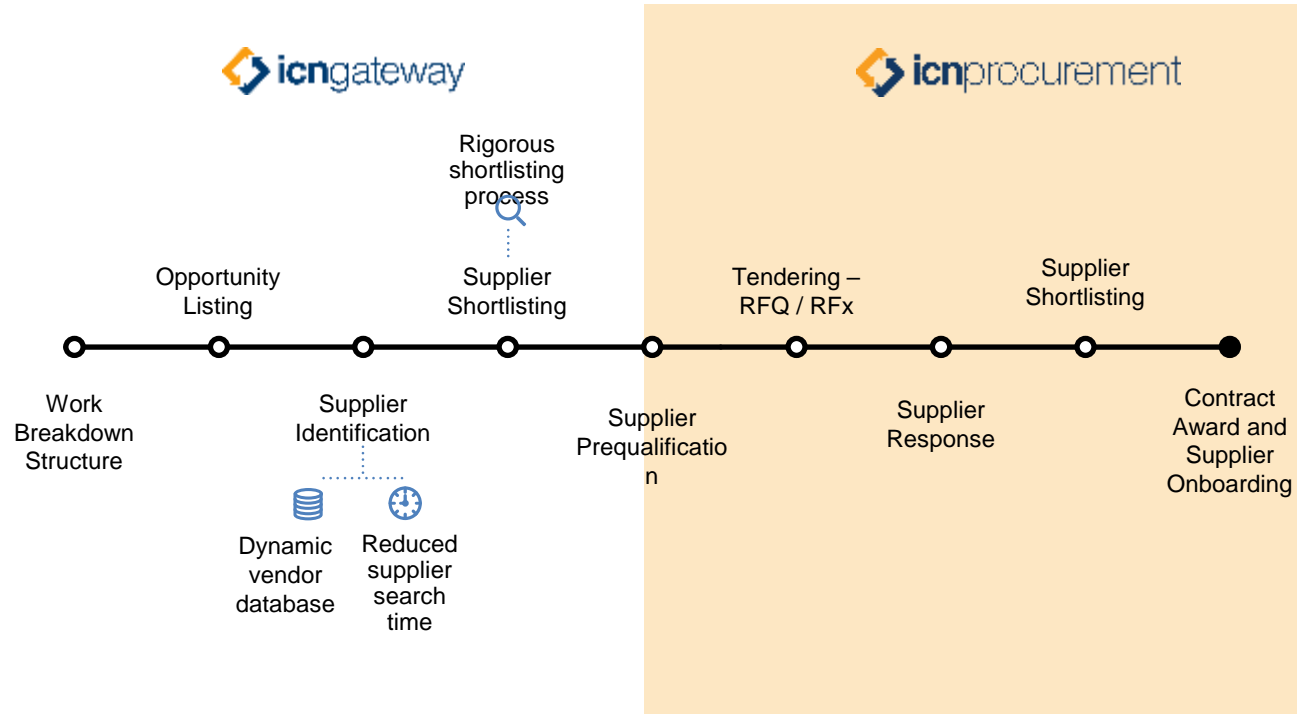 icngateway
icnprocurement
Rigorous
shortlisting
process
Opportunity
Listing
Supplier
Shortlisting
Tendering –
RFQ / RFx
Supplier
Shortlisting
Work
Breakdown
Structure
Supplier
Identification
Supplier
Prequalificatio
n
Supplier
Response
Contract
Award and
Supplier
Onboarding
Dynamic
vendor
database
Reduced
supplier
search
time